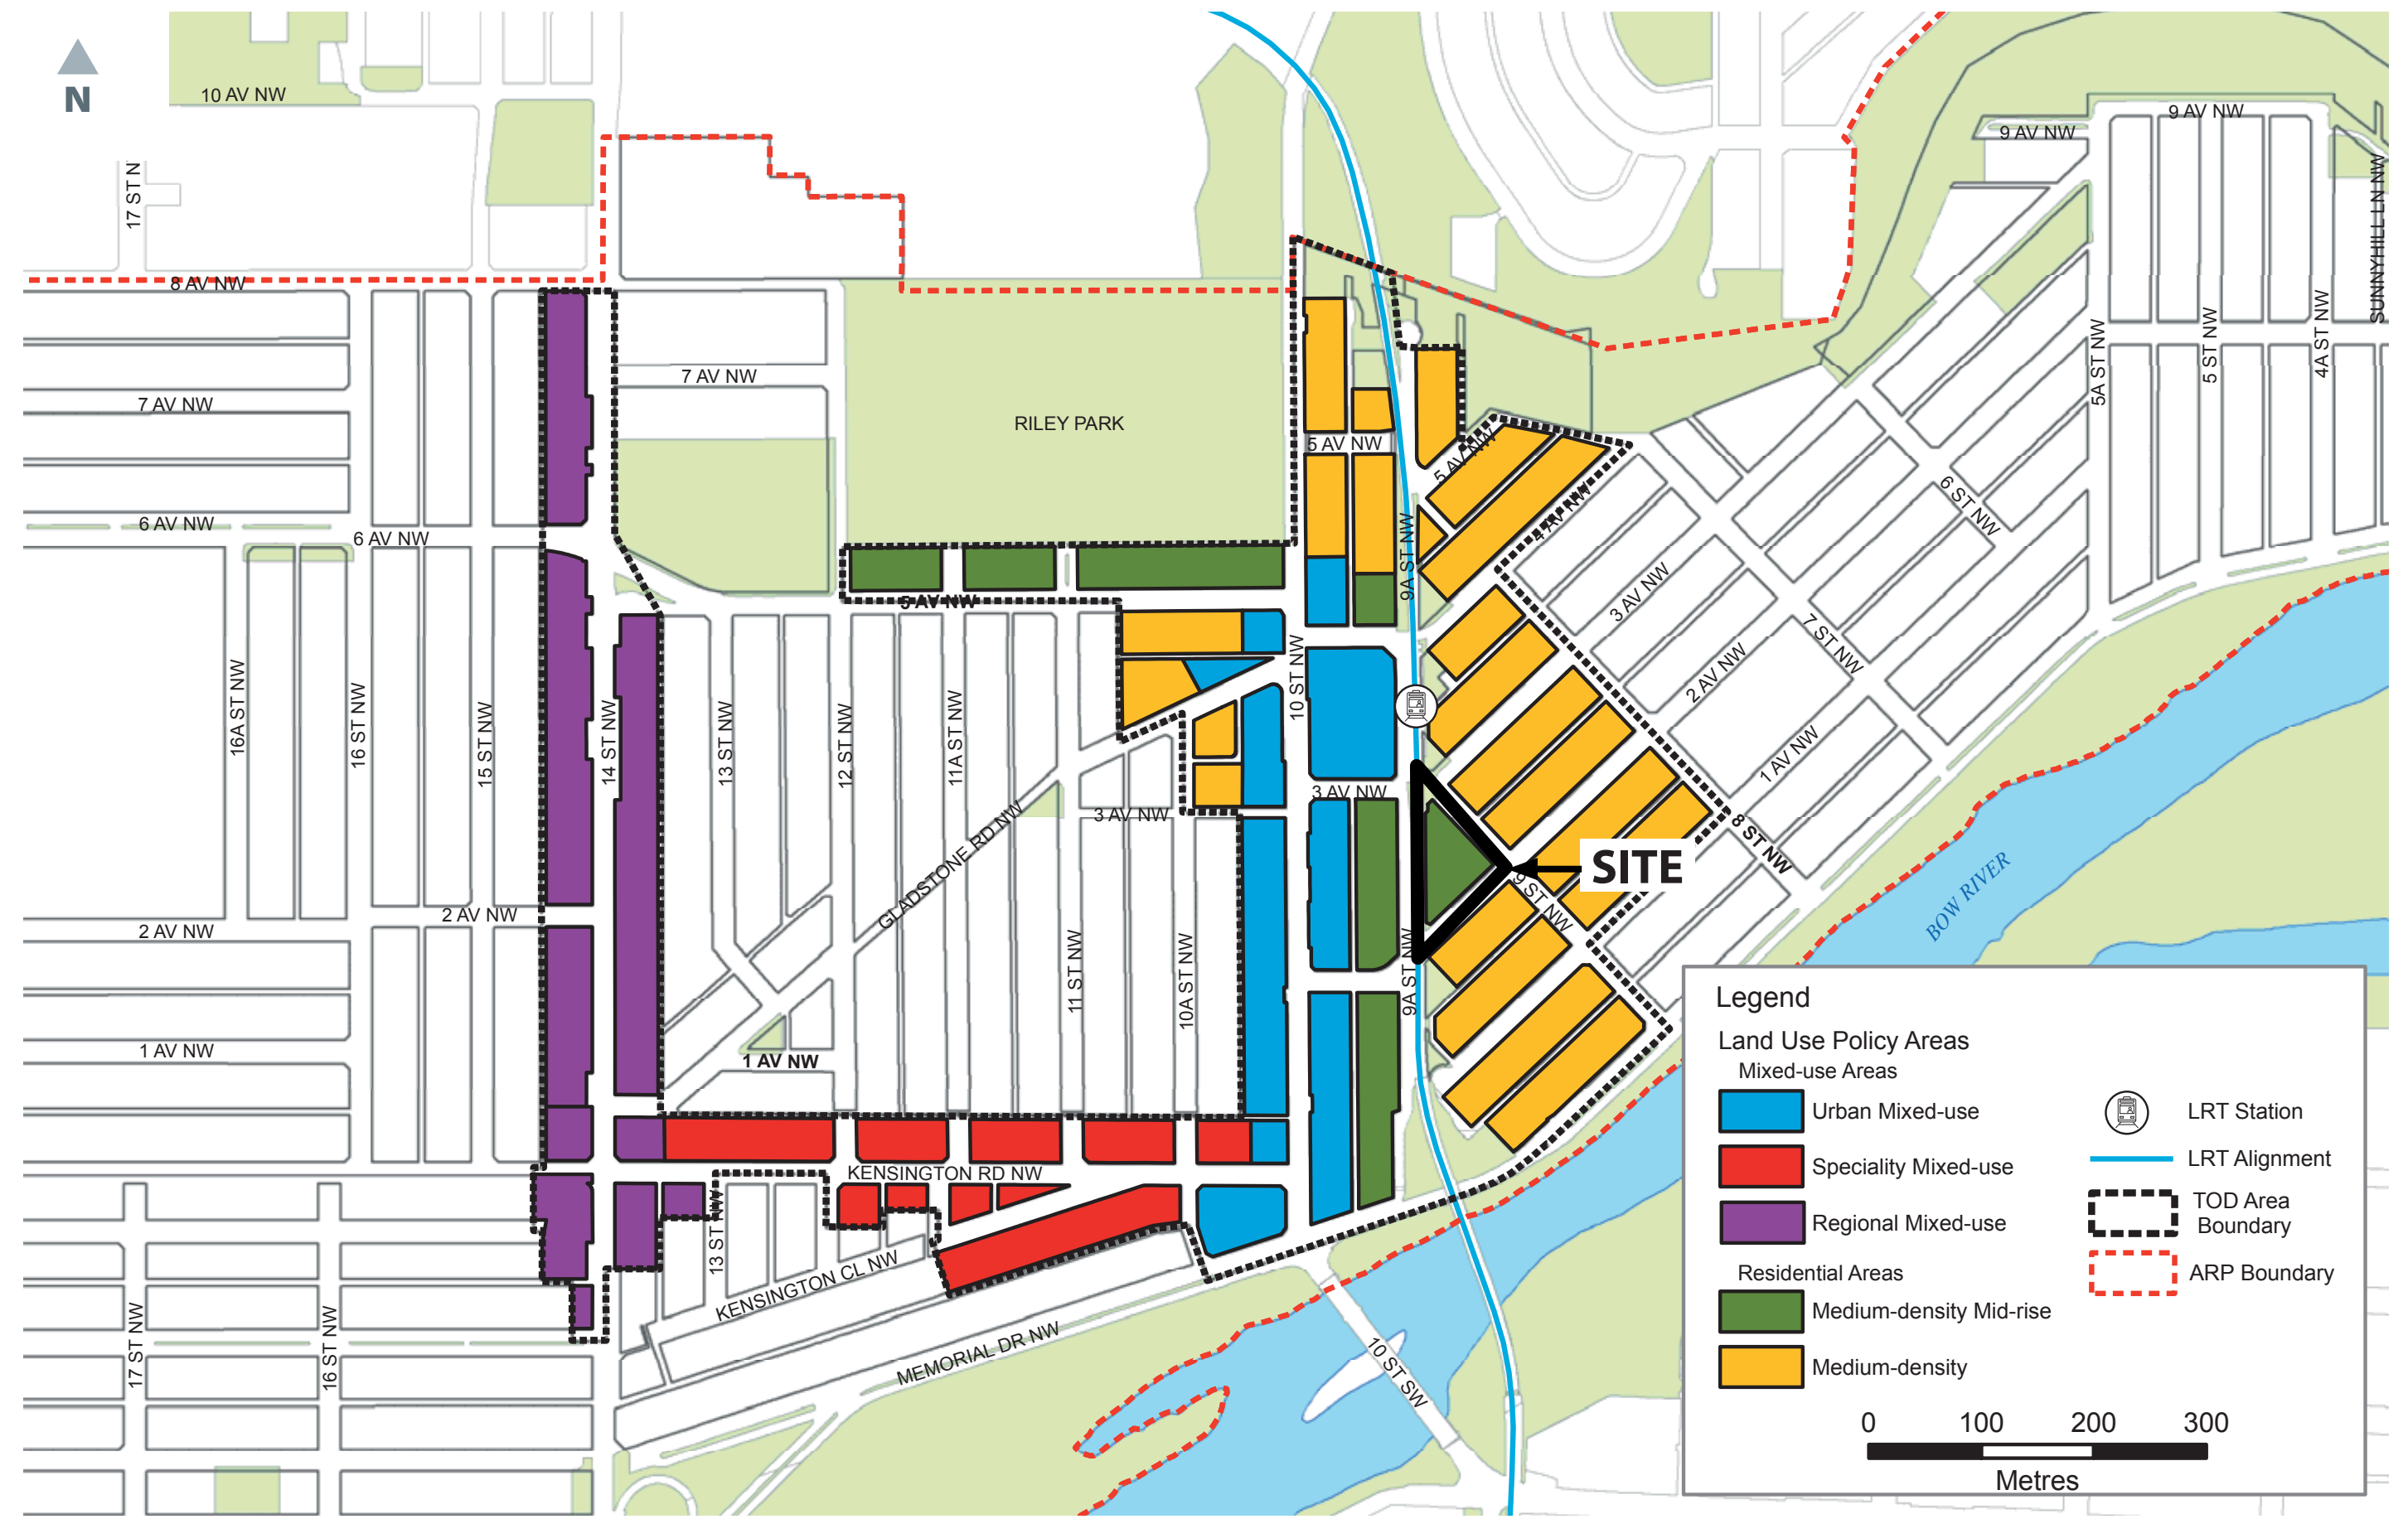 N
10 AV NW
17 ST N
8 AV NW
7 AV NW
7 AV NW
6 AV NW
6 AV NW
RILEY PARK
5 AV NW
5 AV NW
5 AV NW
4 AV NW
9 AV NW
9 AV NW
SUNNYHILL LN NW
4A ST NW
5 ST NW
5A ST NW
6 ST NW
7 ST NW
3 AV NW
2 AV NW
1 AV NW
8 ST NW
9A ST NW
16A ST NW
16 ST NW
15 ST NW
14 ST NW
13 ST NW
12 ST NW
11A ST NW
10 ST NW
GLADSTONE RD NW
3 AV NW
3 AV NW
SITE
9 ST NW
9A ST NW
11 ST NW
10A ST NW
2 AV NW
2 AV NW
1 AV NW
1 AV NW
KENSINGTON RD NW
13 ST NW
KENSINGTON CL NW
MEMORIAL DR NW
17 ST NW
16 ST NW
10 ST SW
BOW RIVER
Legend
Land Use Policy Areas
Mixed-use Areas
Urban Mixed-use
Speciality Mixed-use
Regional Mixed-use
Residential Areas
Medium-density Mid-rise
Medium-density
LRT Station
LRT Alignment
TOD Area
Boundary
ARP Boundary
0 100 200 300
Metres